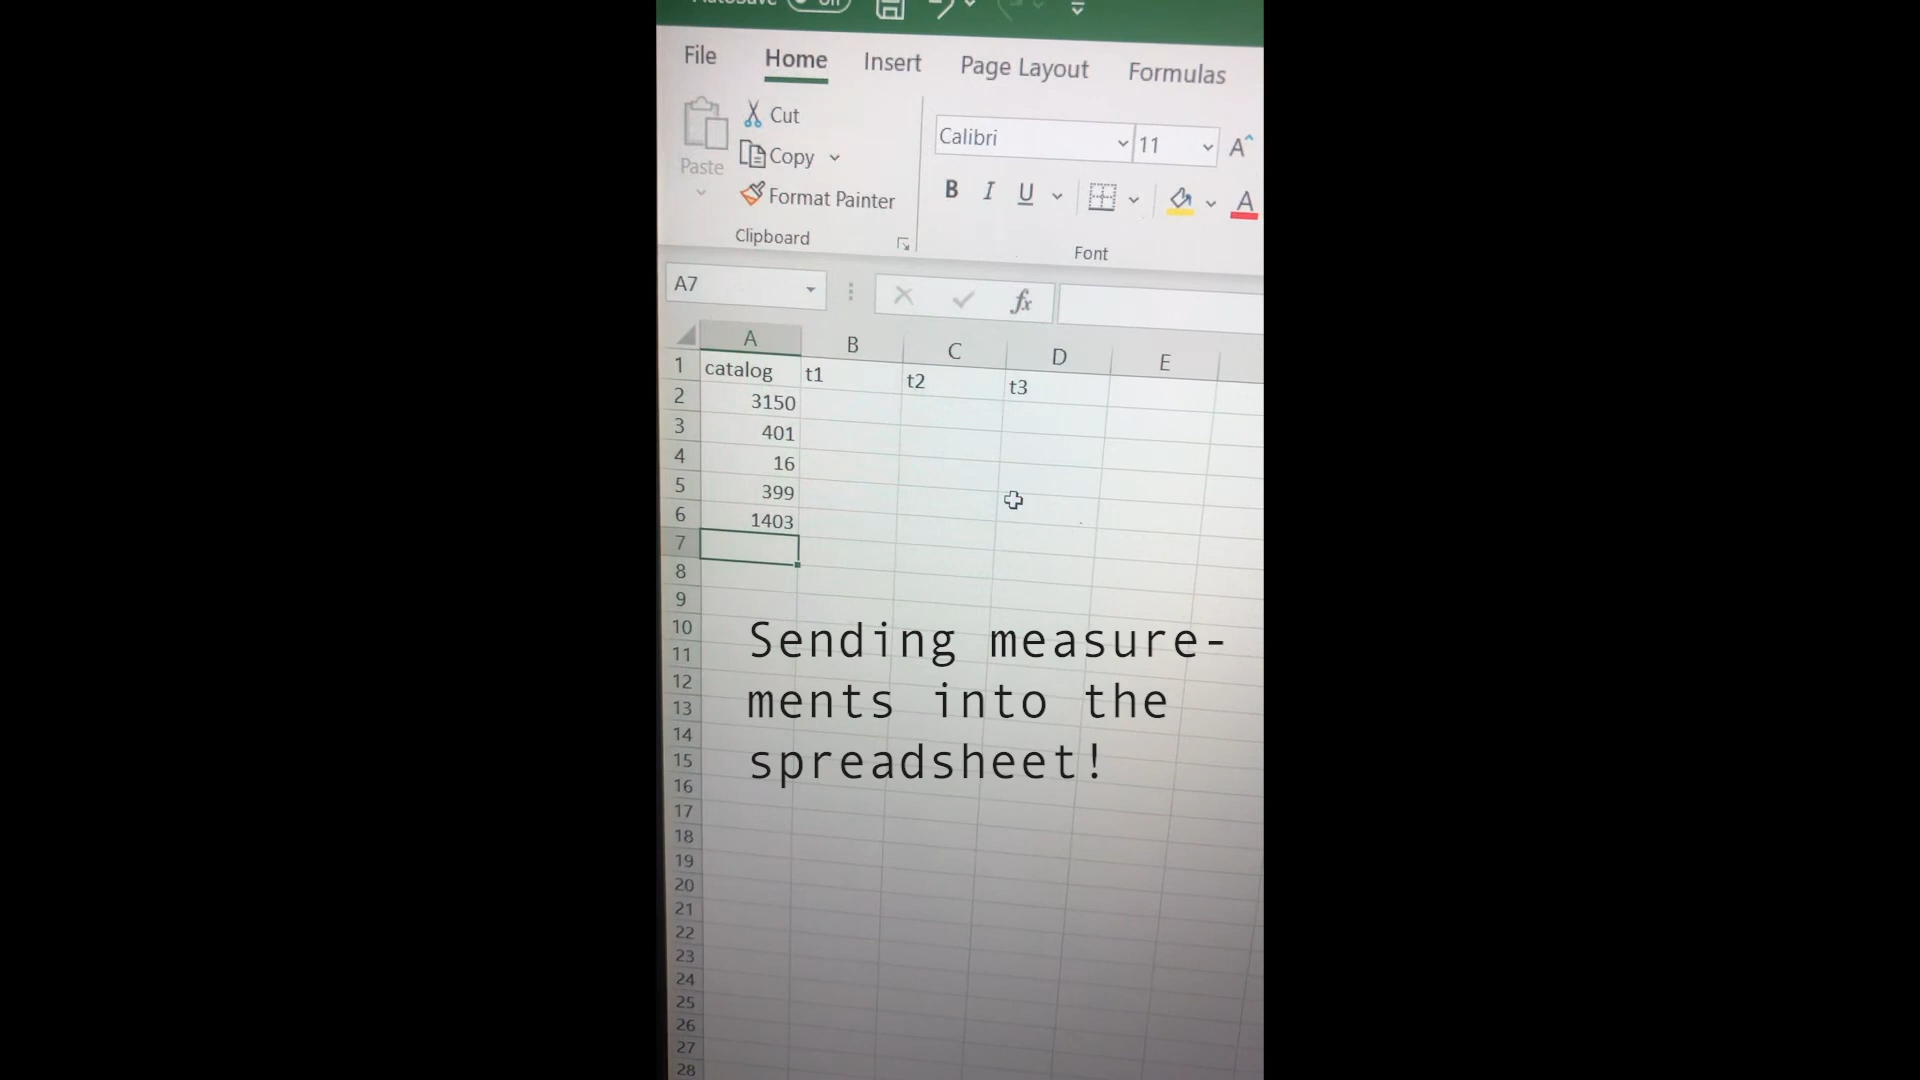 AutoSave Off
File Home Insert Page Layout Formulas
Cut
Copy
Paste
Format Painter
Clipboard
Calibri 11 A
B I U A
Font
A7 fx
A B C D E
1 catalog t1 t2 t3
2 3150
3 401
4 16
5 399
6 1403
7
8
9
10
11
12
13
14
15
16
17
18
19
20
21
22
23
24
25
26
27
28
Sending measure-
ments into the
spreadsheet!